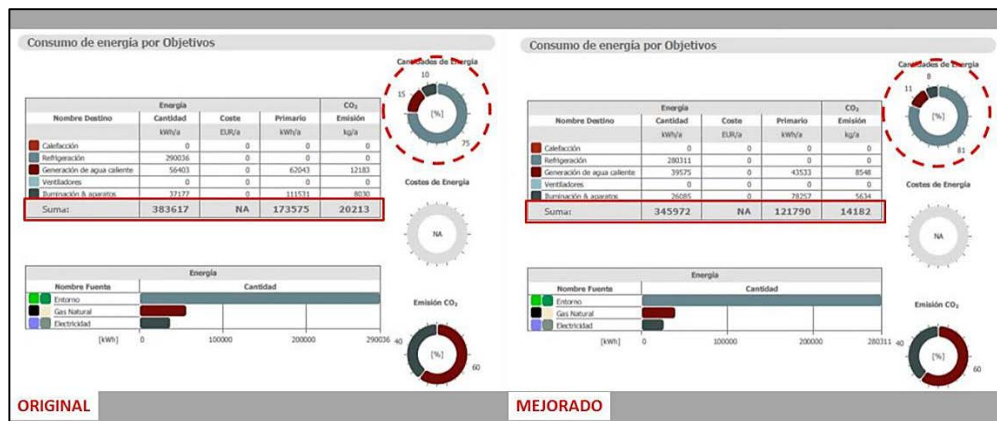 Consumo de energía por Objetivos
Cantidades de Energía
10
15
[%]
75
Energía CO₂
Nombre Destino Cantidad Coste Primario Emisión
kWh/a EUR/a kWh/a kg/a
Calefacción 0 0 0 0
Refrigeración 290036 0 0 0
Generación de agua caliente 56403 0 62043 12183
Ventiladores 0 0 0 0
Iluminación & aparatos 37177 0 111531 8030
Suma: 383617 NA 173575 20213
Costes de Energía
NA
Energía
Nombre Fuente Cantidad
Entorno
Gas Natural
Electricidad
[kWh] 0 100000 200000 290036
Emisión CO₂
40
[%]
60
ORIGINAL
Consumo de energía por Objetivos
Cantidades de Energía
8
11
[%]
81
Energía CO₂
Nombre Destino Cantidad Coste Primario Emisión
kWh/a EUR/a kWh/a kg/a
Calefacción 0 0 0 0
Refrigeración 280311 0 0 0
Generación de agua caliente 39575 0 43533 8548
Ventiladores 0 0 0 0
Iluminación & aparatos 26085 0 78257 5634
Suma: 345972 NA 121790 14182
Costes de Energía
NA
Energía
Nombre Fuente Cantidad
Entorno
Gas Natural
Electricidad
[kWh] 0 100000 200000 280311
Emisión CO₂
40
[%]
60
MEJORADO